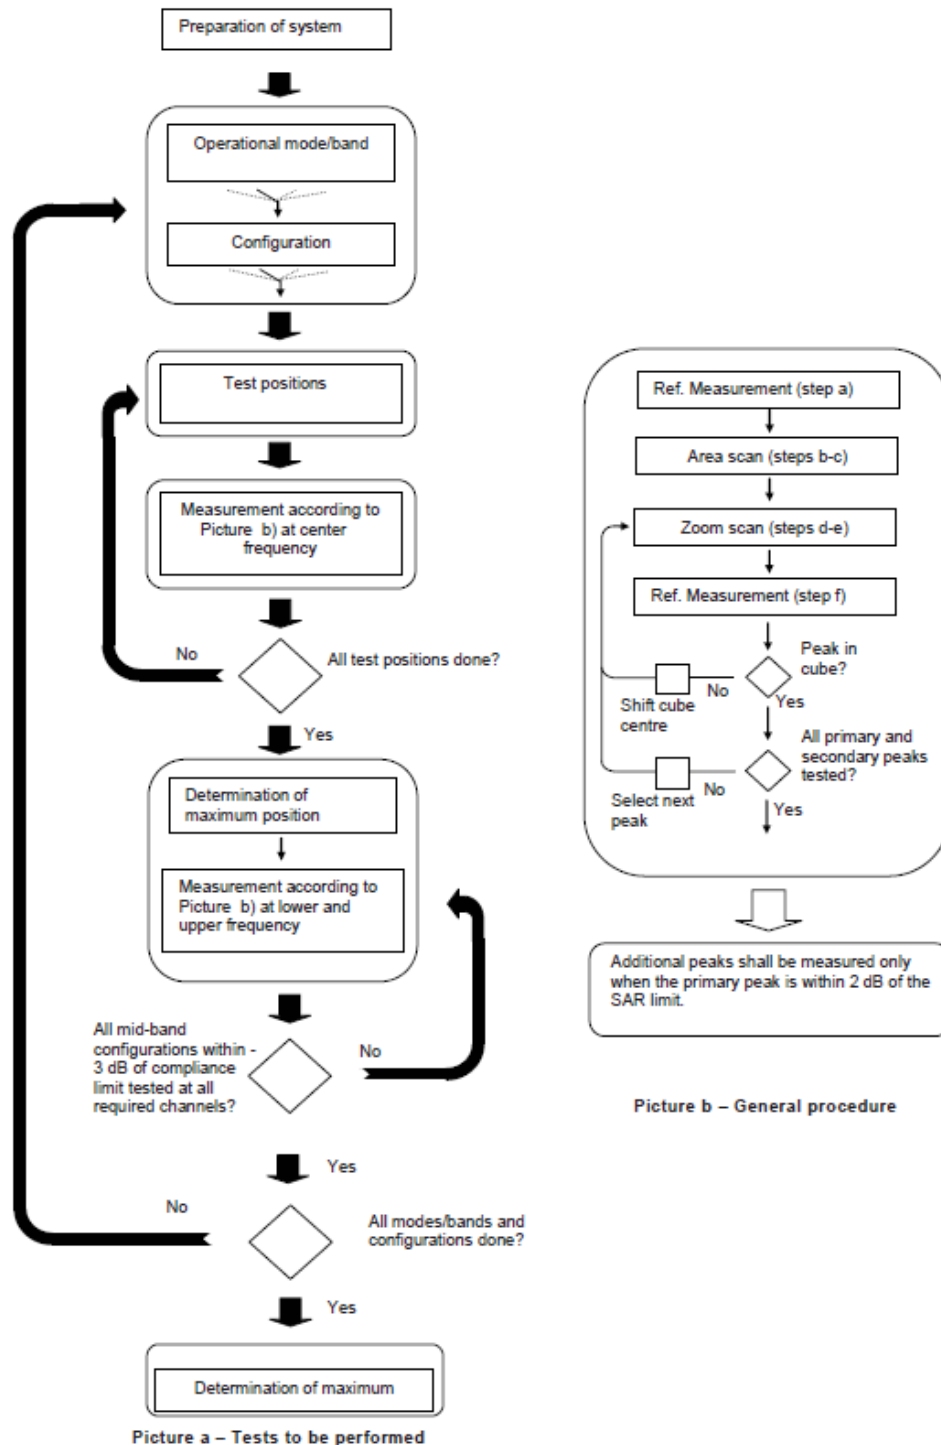 Preparation of system
Operational mode/band
Configuration
Test positions
Measurement according to
Picture b) at center
frequency
No
All test positions done?
Yes
Determination of
maximum position
Measurement according to
Picture b) at lower and
upper frequency
All mid-band
configurations within -
3 dB of compliance
limit tested at all
required channels?
No
Yes
No
All modes/bands and
configurations done?
Yes
Determination of maximum
Picture a – Tests to be performed
Ref. Measurement (step a)
Area scan (steps b-c)
Zoom scan (steps d-e)
Ref. Measurement (step f)
Peak in
cube?
No
Shift cube
centre
Yes
All primary and
secondary peaks
tested?
No
Select next
peak
Yes
Additional peaks shall be measured only
when the primary peak is within 2 dB of the
SAR limit.
Picture b – General procedure